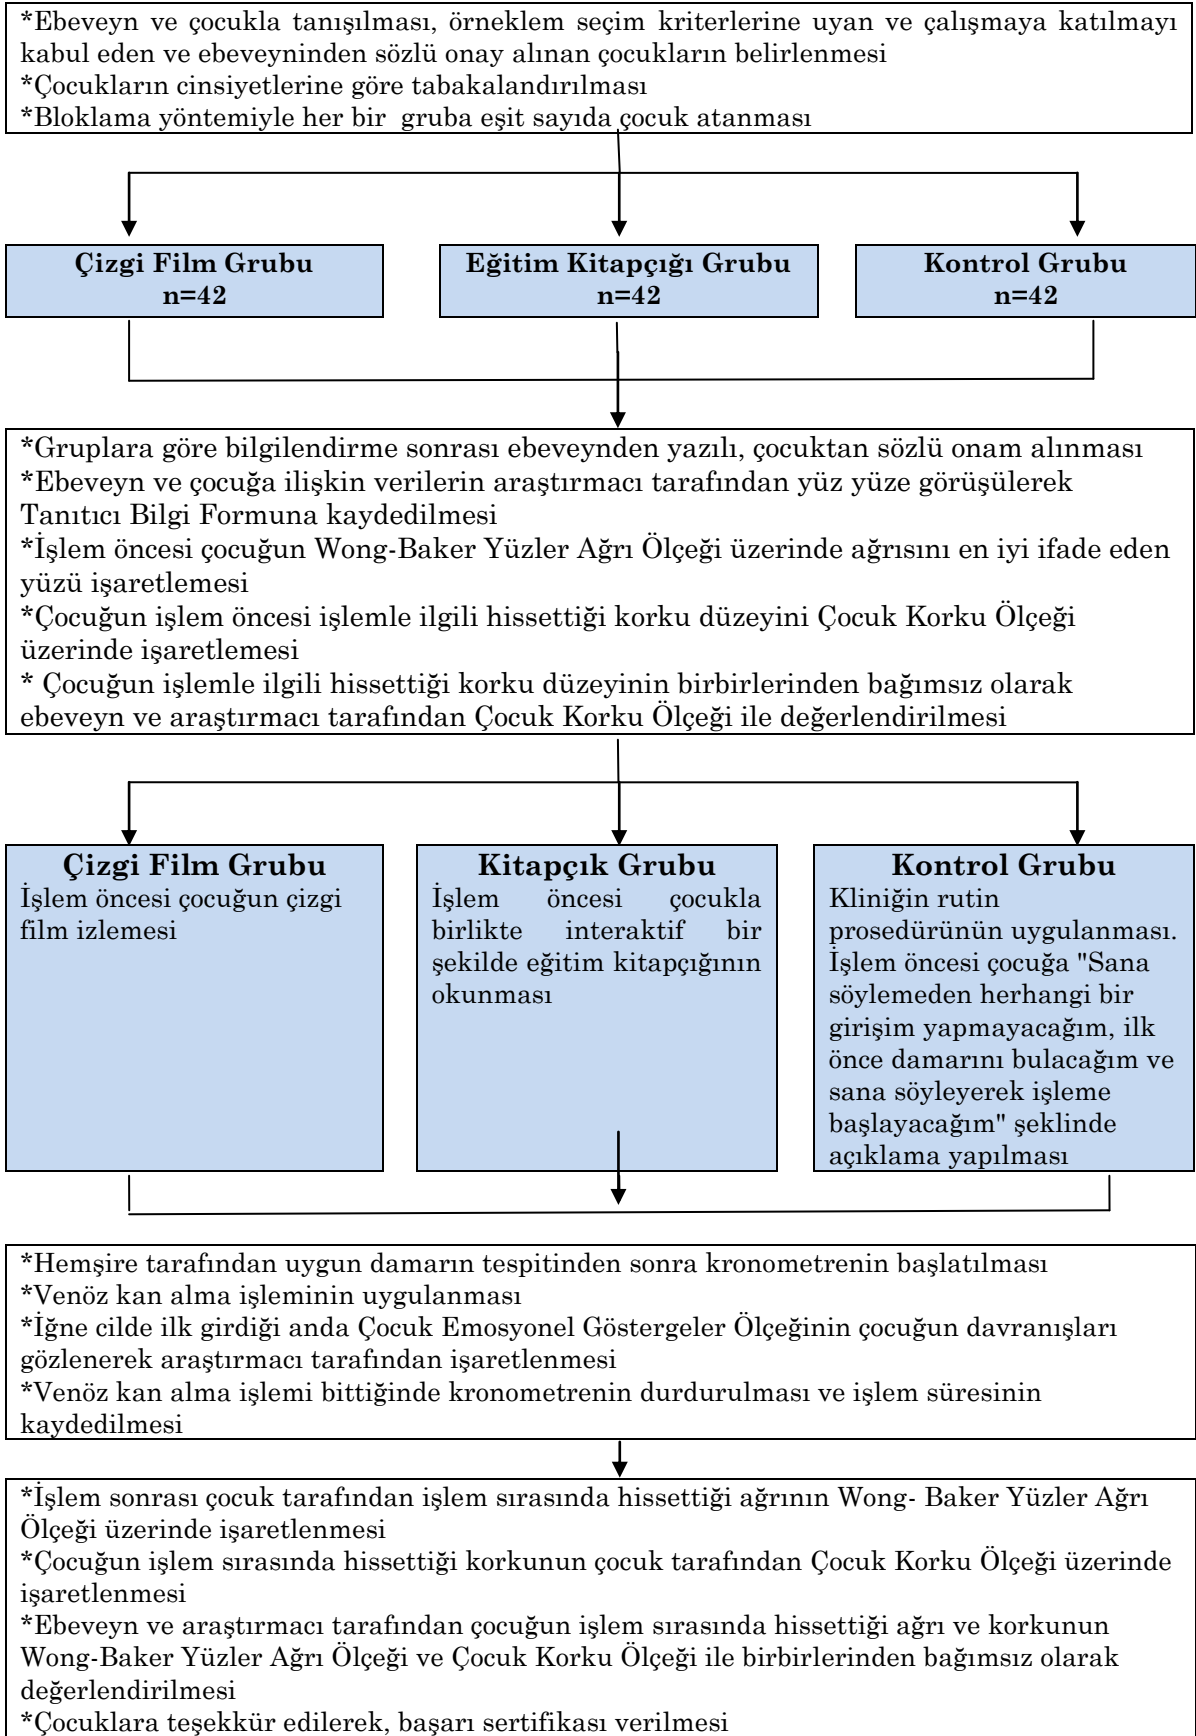 *Ebeveyn ve çocukla tanışılması, örneklem seçim kriterlerine uyan ve çalışmaya katılmayı
kabul eden ve ebeveyninden sözlü onay alınan çocukların belirlenmesi
*Çocukların cinsiyetlerine göre tabakalandırılması
*Bloklama yöntemiyle her bir  gruba eşit sayıda çocuk atanması
Çizgi Film Grubu
n=42
Eğitim Kitapçığı Grubu
n=42
Kontrol Grubu
n=42
*Gruplara göre bilgilendirme sonrası ebeveynden yazılı, çocuktan sözlü onam alınması
*Ebeveyn ve çocuğa ilişkin verilerin araştırmacı tarafından yüz yüze görüşülerek
Tanıtıcı Bilgi Formuna kaydedilmesi
*İşlem öncesi çocuğun Wong-Baker Yüzler Ağrı Ölçeği üzerinde ağrısını en iyi ifade eden
yüzü işaretlemesi
*Çocuğun işlem öncesi işlemle ilgili hissettiği korku düzeyini Çocuk Korku Ölçeği
üzerinde işaretlemesi
* Çocuğun işlemle ilgili hissettiği korku düzeyinin birbirlerinden bağımsız olarak
ebeveyn ve araştırmacı tarafından Çocuk Korku Ölçeği ile değerlendirilmesi
Çizgi Film Grubu
İşlem öncesi çocuğun çizgi
film izlemesi
Kitapçık Grubu
İşlem öncesi çocukla
birlikte interaktif bir
şekilde eğitim kitapçığının
okunması
Kontrol Grubu
Kliniğin rutin
prosedürünün uygulanması.
İşlem öncesi çocuğa "Sana
söylemeden herhangi bir
girişim yapmayacağım, ilk
önce damarını bulacağım ve
sana söyleyerek işleme
başlayacağım" şeklinde
açıklama yapılması
*Hemşire tarafından uygun damarın tespitinden sonra kronometrenin başlatılması
*Venöz kan alma işleminin uygulanması
*İğne cilde ilk girdiği anda Çocuk Emosyonel Göstergeler Ölçeğinin çocuğun davranışları
gözlenerek araştırmacı tarafından işaretlenmesi
*Venöz kan alma işlemi bittiğinde kronometrenin durdurulması ve işlem süresinin
kaydedilmesi
*İşlem sonrası çocuk tarafından işlem sırasında hissettiği ağrının Wong- Baker Yüzler Ağrı
Ölçeği üzerinde işaretlenmesi
*Çocuğun işlem sırasında hissettiği korkunun çocuk tarafından Çocuk Korku Ölçeği üzerinde
işaretlenmesi
*Ebeveyn ve araştırmacı tarafından çocuğun işlem sırasında hissettiği ağrı ve korkunun
Wong-Baker Yüzler Ağrı Ölçeği ve Çocuk Korku Ölçeği ile birbirlerinden bağımsız olarak
değerlendirilmesi
*Çocuklara teşekkür edilerek, başarı sertifikası verilmesi